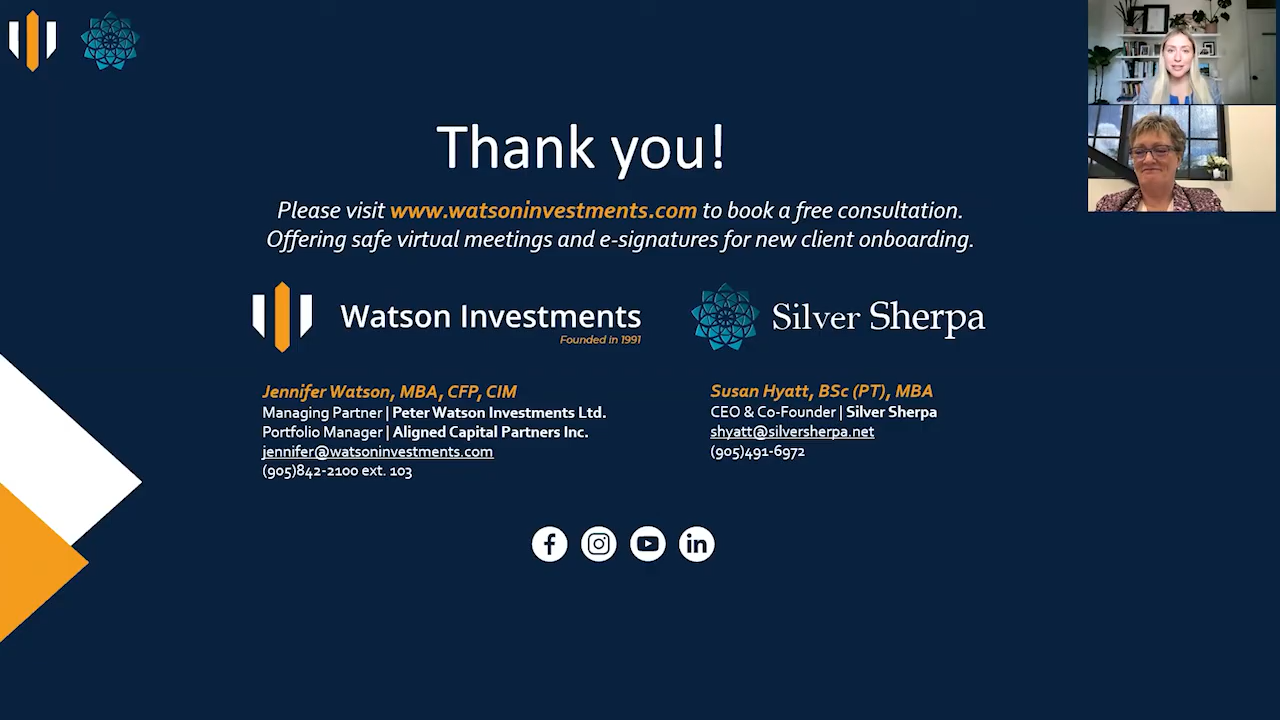 Thank you!
Please visit www.watsoninvestments.com to book a free consultation.
Offering safe virtual meetings and e-signatures for new client onboarding.
Watson Investments
Founded in 1991
Silver Sherpa
Jennifer Watson, MBA, CFP, CIM
Managing Partner | Peter Watson Investments Ltd.
Portfolio Manager | Aligned Capital Partners Inc.
jennifer@watsoninvestments.com
(905)842-2100 ext. 103
Susan Hyatt, BSc (PT), MBA
CEO & Co-Founder | Silver Sherpa
shyatt@silversherpa.net
(905)491-6972